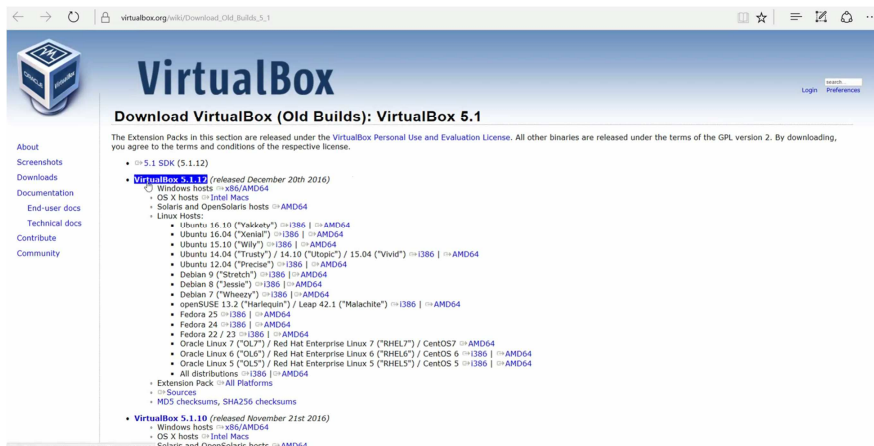 virtualbox.org/wiki/Download_Old_Builds_5_1
ORACLE
VirtualBox
VirtualBox
search...
Login Preferences
Download VirtualBox (Old Builds): VirtualBox 5.1
The Extension Packs in this section are released under the VirtualBox Personal Use and Evaluation License. All other binaries are released under the terms of the GPL version 2. By downloading,
you agree to the terms and conditions of the respective license.
About
Screenshots
Downloads
Documentation
End-user docs
Technical docs
Contribute
Community
5.1 SDK (5.1.12)
VirtualBox 5.1.12 (released December 20th 2016)
Windows hosts x86/AMD64
OS X hosts Intel Macs
Solaris and OpenSolaris hosts AMD64
Linux Hosts:
Ubuntu 16.10 ("Yakkety") i386 | AMD64
Ubuntu 16.04 ("Xenial") i386 | AMD64
Ubuntu 15.10 ("Wily") i386 | AMD64
Ubuntu 14.04 ("Trusty") / 14.10 ("Utopic") / 15.04 ("Vivid") i386 | AMD64
Ubuntu 12.04 ("Precise") i386 | AMD64
Debian 9 ("Stretch") i386 | AMD64
Debian 8 ("Jessie") i386 | AMD64
Debian 7 ("Wheezy") i386 | AMD64
openSUSE 13.2 ("Harlequin") / Leap 42.1 ("Malachite") i386 | AMD64
Fedora 25 i386 | AMD64
Fedora 24 i386 | AMD64
Fedora 22 / 23 i386 | AMD64
Oracle Linux 7 ("OL7") / Red Hat Enterprise Linux 7 ("RHEL7") / CentOS7 AMD64
Oracle Linux 6 ("OL6") / Red Hat Enterprise Linux 6 ("RHEL6") / CentOS 6 i386 | AMD64
Oracle Linux 5 ("OL5") / Red Hat Enterprise Linux 5 ("RHEL5") / CentOS 5 i386 | AMD64
All distributions i386 | AMD64
Extension Pack All Platforms
Sources
MD5 checksums, SHA256 checksums
VirtualBox 5.1.10 (released November 21st 2016)
Windows hosts x86/AMD64
OS X hosts Intel Macs
Solaris and OpenSolaris hosts AMD64